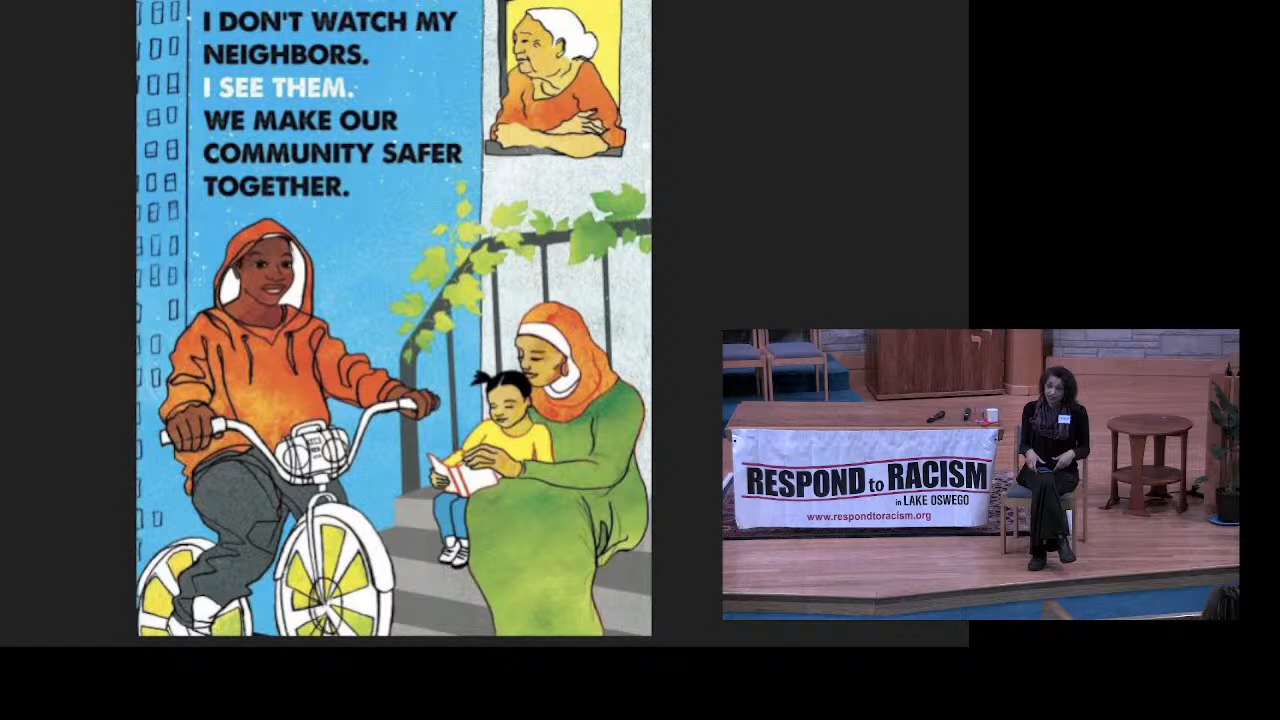 I DON'T WATCH MY
NEIGHBORS.
I SEE THEM.
WE MAKE OUR
COMMUNITY SAFER
TOGETHER.
RESPOND to RACISM
in LAKE OSWEGO
www.respondtoracism.org